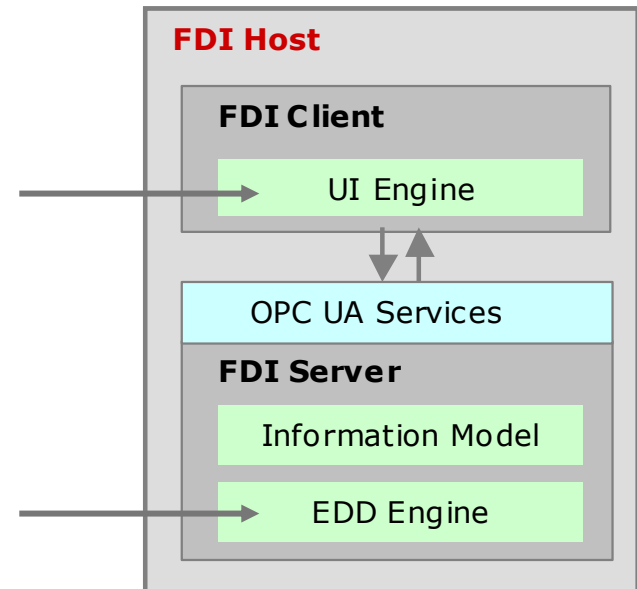 FDI Host
FDI Client
UI Engine
OPC UA Services
FDI Server
Information Model
EDD Engine